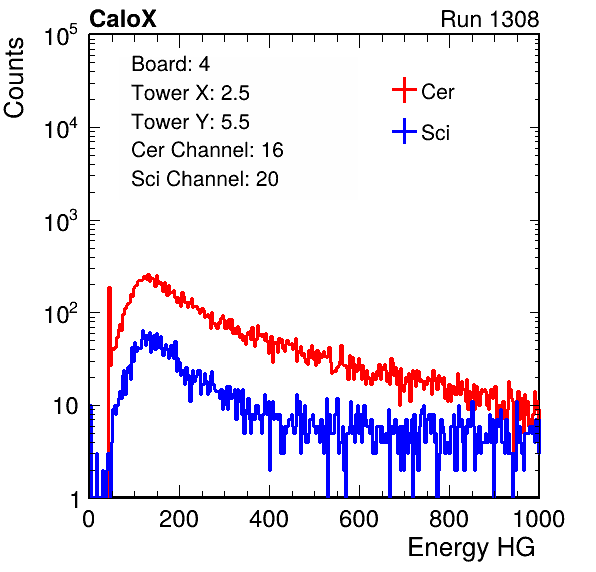 CaloX Run 1308
10^5
Board: 4
Tower X: 2.5
Tower Y: 5.5
Cer Channel: 16
Sci Channel: 20
Cer
Sci
Counts
10^4
10^3
10^2
10
1
0 200 400 600 800 1000
Energy HG